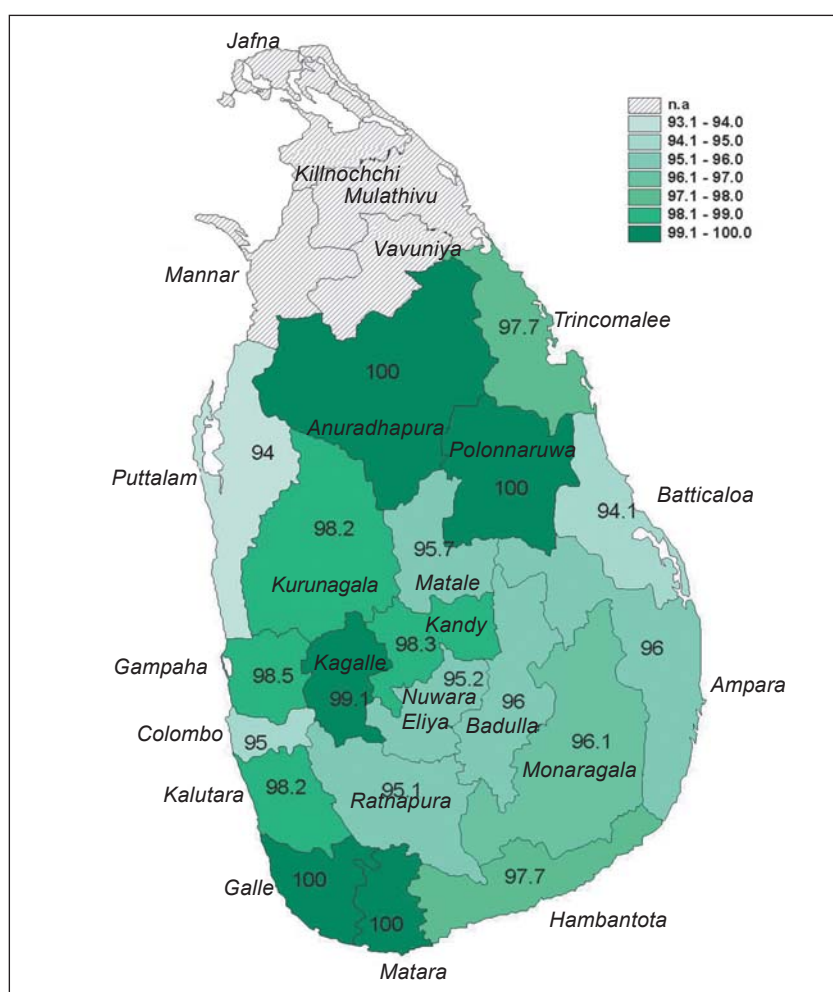 Jafna
n.a
93.1 - 94.0
94.1 - 95.0
95.1 - 96.0
96.1 - 97.0
97.1 - 98.0
98.1 - 99.0
99.1 - 100.0
Killnochchi
Mulathivu
Vavuniya
Mannar
97.7
Trincomalee
100
Anuradhapura
Polonnaruwa
94
Puttalam
100
Batticaloa
94.1
98.2
95.7
Kurunagala
Matale
Kandy
98.3
Gampaha
98.5
Kagalle
96
Ampara
99.1
95.2
Nuwara
Eliya
96
Badulla
Colombo
95
96.1
Monaragala
Kalutara
98.2
95.1
Ratnapura
Galle
100
97.7
Hambantota
100
Matara